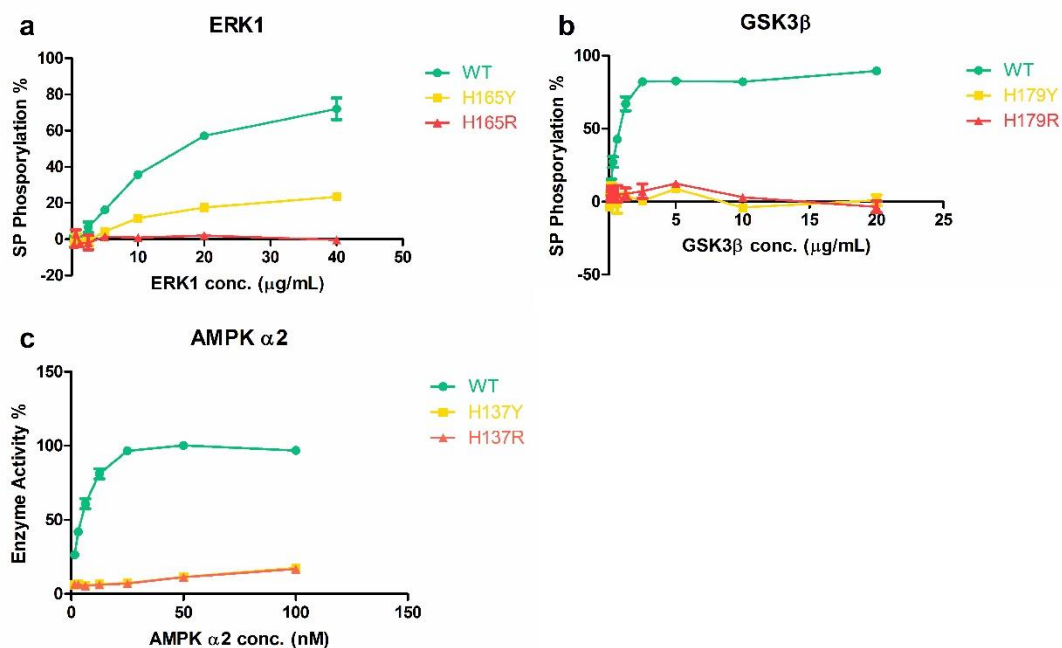 a
ERK1
SP Phosporylation %
100
80
60
40
20
0
-20
10
20
30
40
50
ERK1 conc. (μg/mL)
WT
H165Y
H165R
b
GSK3β
SP Phosporylation %
100
50
0
-50
5
10
15
20
25
GSK3β conc. (μg/mL)
WT
H179Y
H179R
c
AMPK α2
Enzyme Activity %
150
100
50
0
0
50
100
150
AMPK α2 conc. (nM)
WT
H137Y
H137R